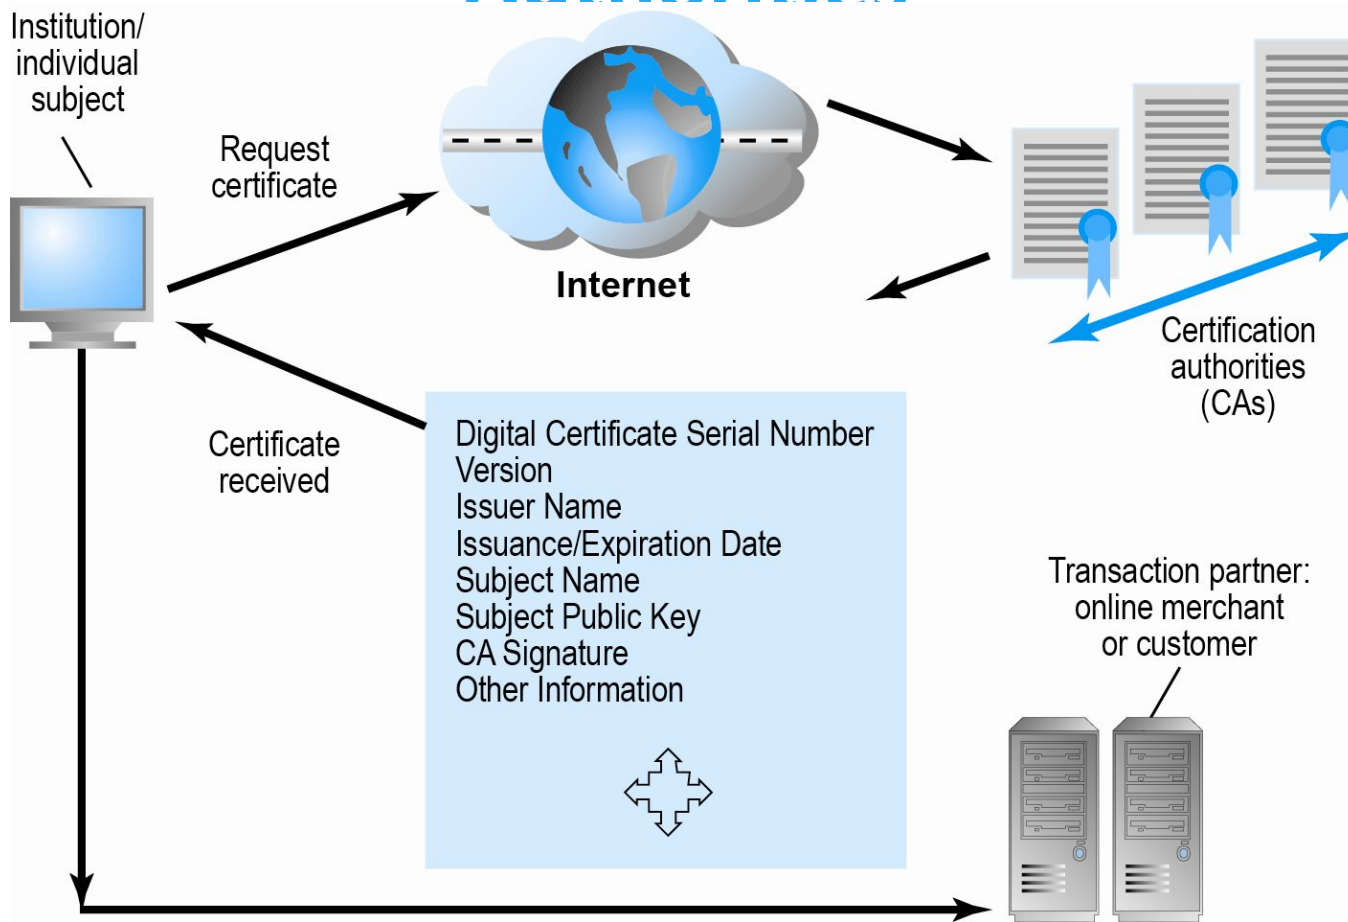 Institution/
individual
subject
Request
certificate
Internet
Certification
authorities
(CAs)
Certificate
received
Digital Certificate Serial Number
Version
Issuer Name
Issuance/Expiration Date
Subject Name
Subject Public Key
CA Signature
Other Information
Transaction partner:
online merchant
or customer